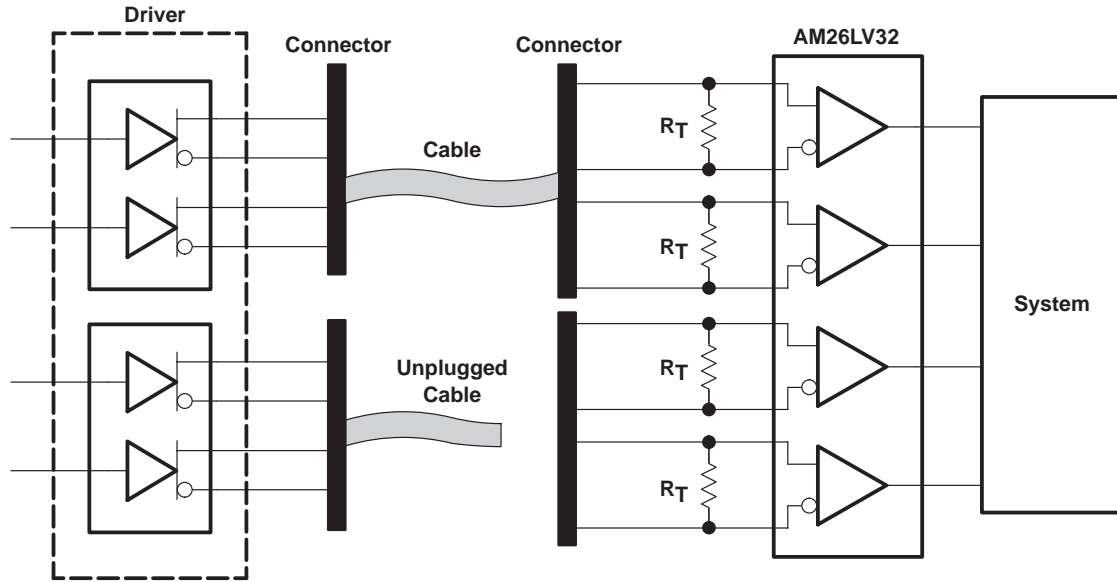 Driver
Connector
Connector
AM26LV32
Cable
RT
RT
System
Unplugged
Cable
RT
RT